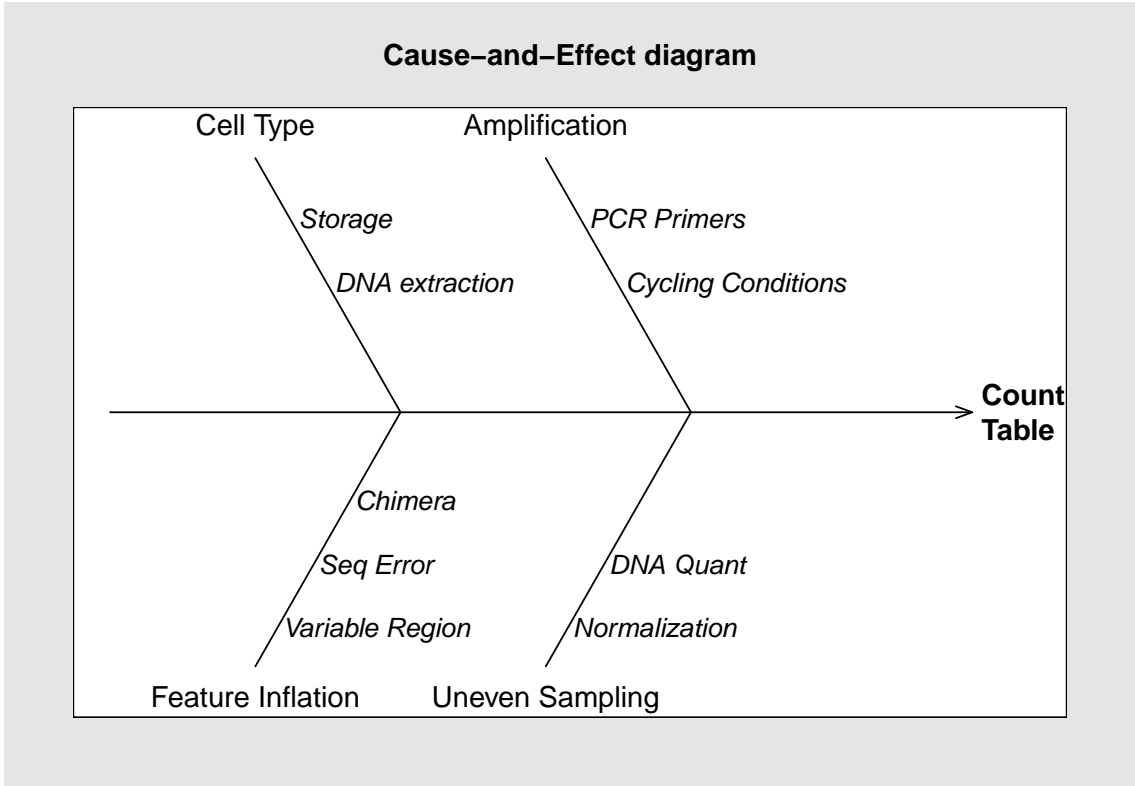 Cause–and–Effect diagram
Cell Type
Amplification
Storage
PCR Primers
DNA extraction
Cycling Conditions
Count
Table
Chimera
Seq Error
DNA Quant
Variable Region
Normalization
Feature Inflation
Uneven Sampling